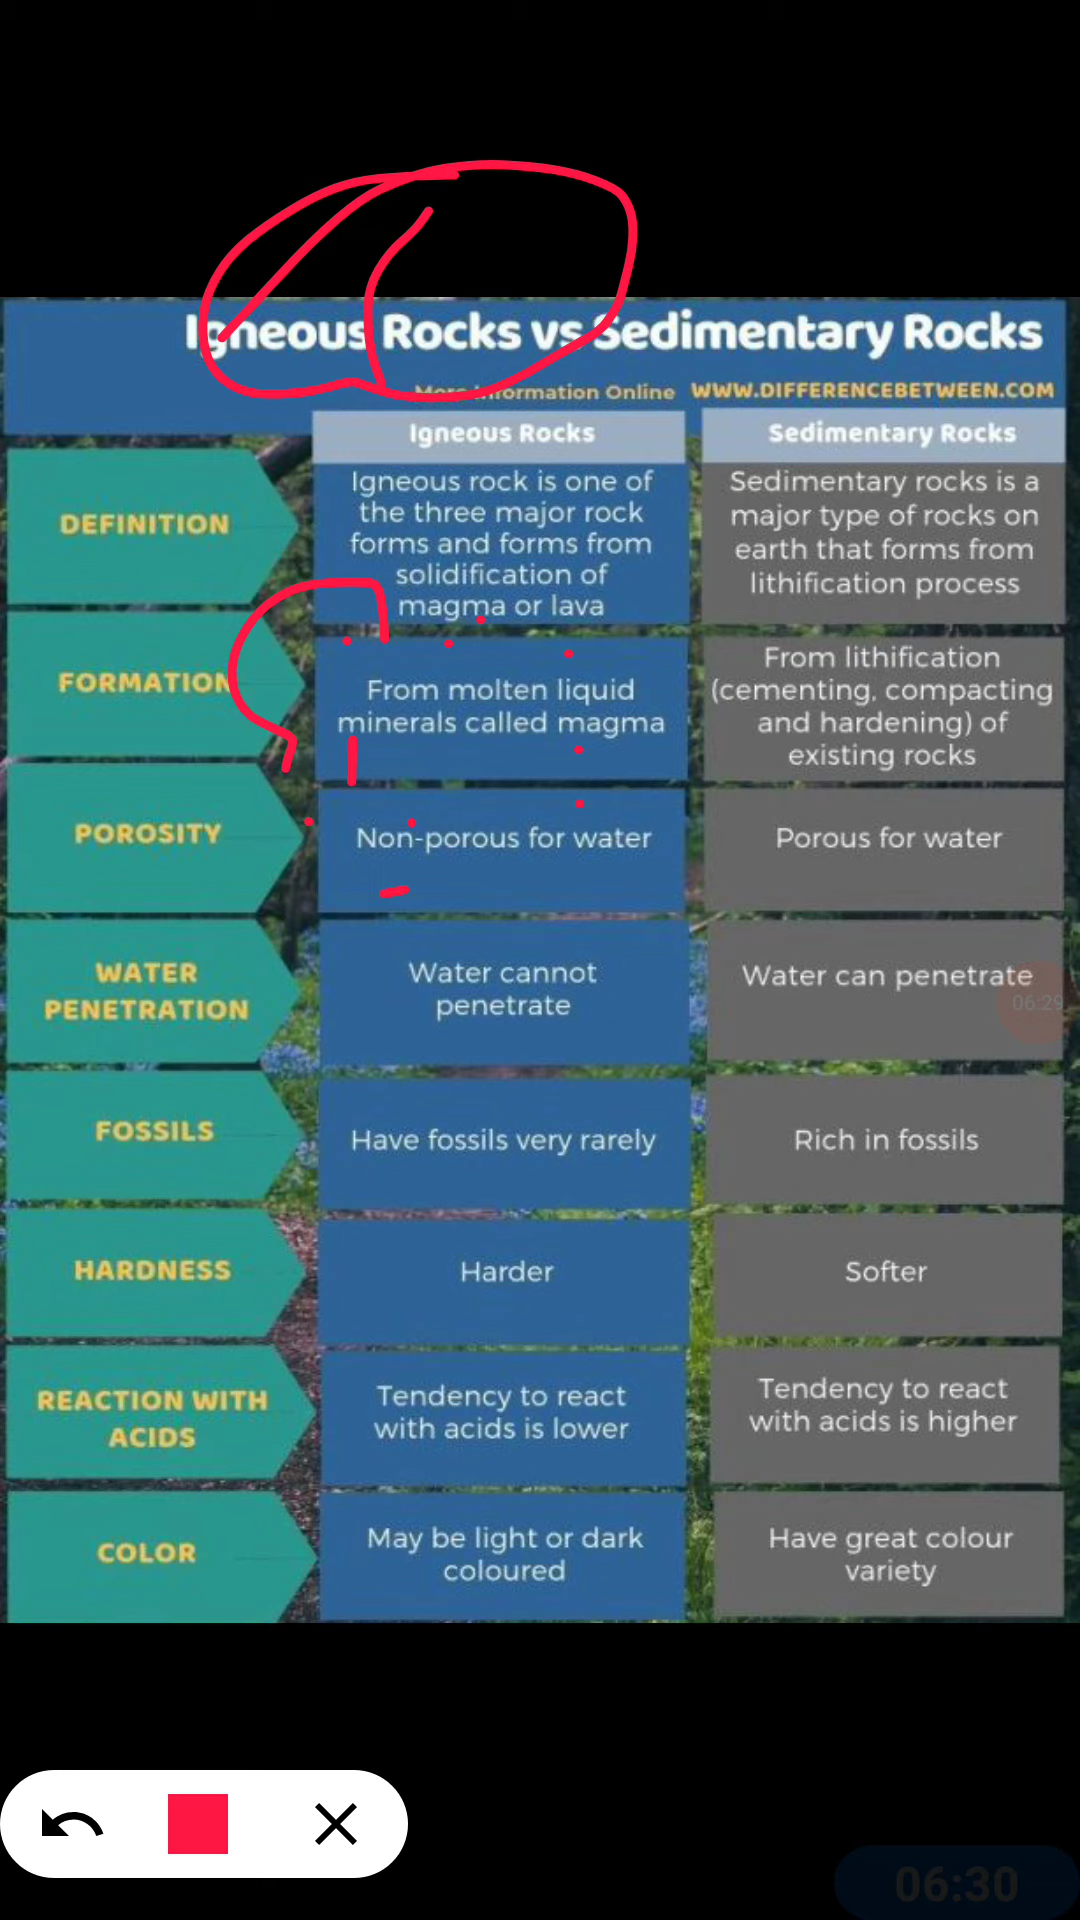 Igneous Rocks vs Sedimentary Rocks
More Information Online WWW.DIFFERENCEBETWEEN.COM
Igneous Rocks
Sedimentary Rocks
DEFINITION
Igneous rock is one of
the three major rock
forms and forms from
solidification of
magma or lava
Sedimentary rocks is a
major type of rocks on
earth that forms from
lithification process
FORMATION
From molten liquid
minerals called magma
From lithification
(cementing, compacting
and hardening) of
existing rocks
POROSITY
Non-porous for water
Porous for water
WATER
PENETRATION
Water cannot
penetrate
Water can penetrate
06:29
FOSSILS
Have fossils very rarely
Rich in fossils
HARDNESS
Harder
Softer
REACTION WITH
ACIDS
Tendency to react
with acids is lower
Tendency to react
with acids is higher
COLOR
May be light or dark
coloured
Have great colour
variety
06:30